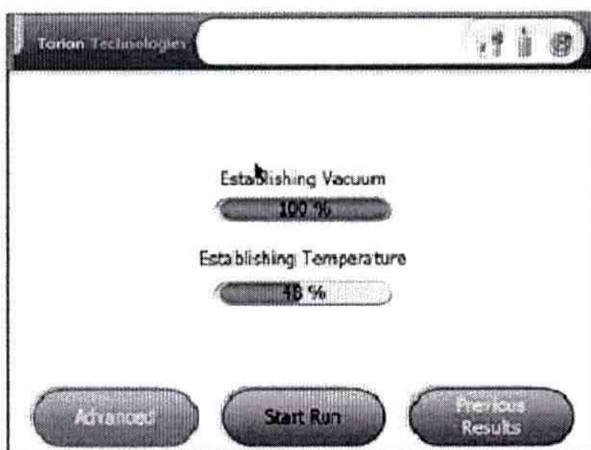 Torion Technologies
Establishing Vacuum
100 %
Establishing Temperature
48 %
Advanced
Start Run
Previous
Results